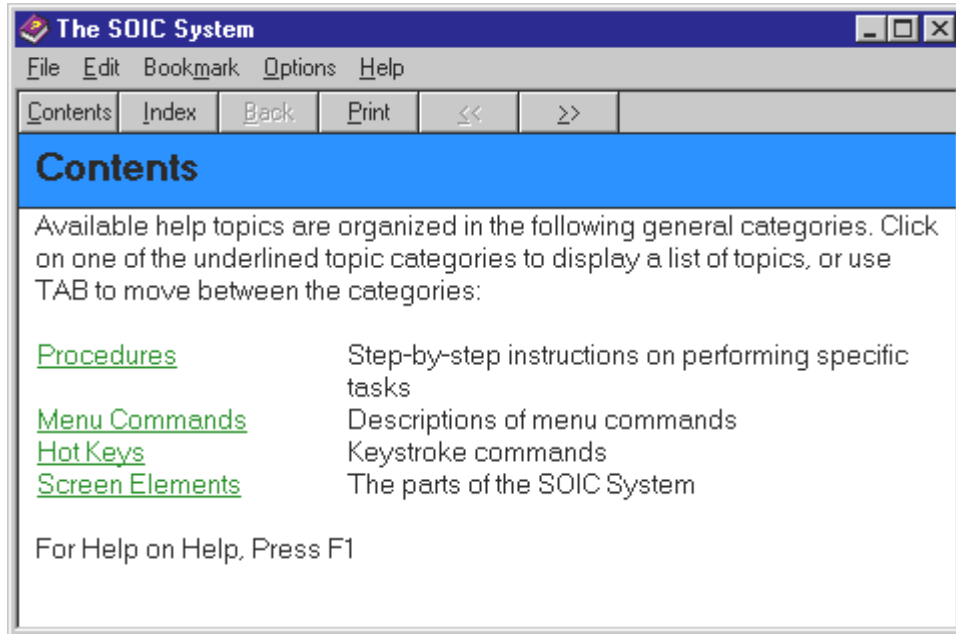 The SOIC System
File Edit Bookmark Options Help
Contents Index Back Print << >>
Contents
Available help topics are organized in the following general categories. Click
on one of the underlined topic categories to display a list of topics, or use
TAB to move between the categories:
Procedures Step-by-step instructions on performing specific
tasks
Menu Commands Descriptions of menu commands
Hot Keys Keystroke commands
Screen Elements The parts of the SOIC System
For Help on Help, Press F1